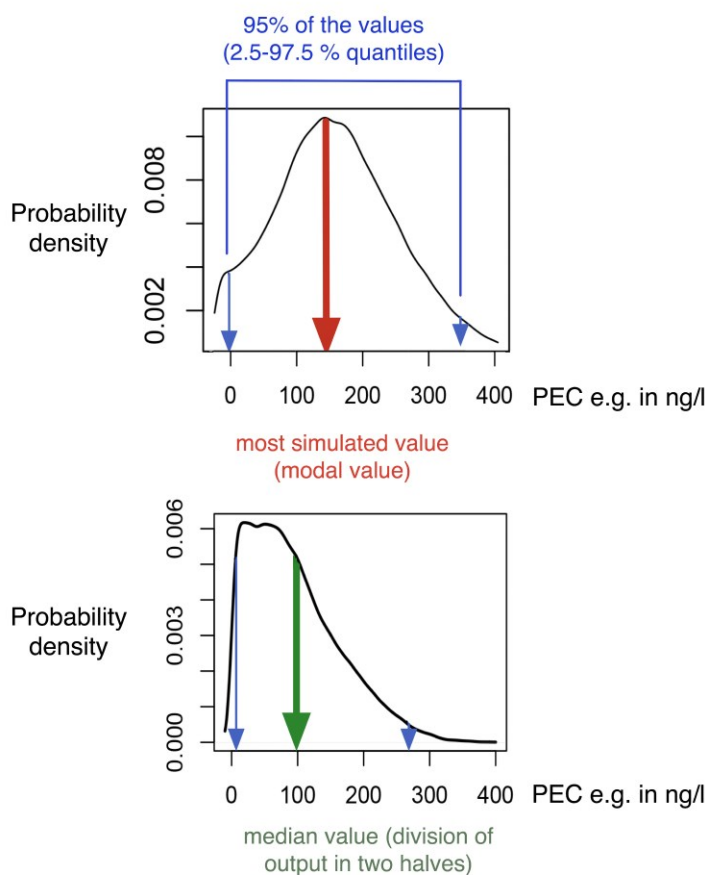 95% of the values
(2.5-97.5 % quantiles)
Probability
density
0.008
0.002
0 100 200 300 400 PEC e.g. in ng/l
most simulated value
(modal value)
Probability
density
0.006
0.003
0.000
0 100 200 300 400 PEC e.g. in ng/l
median value (division of
output in two halves)